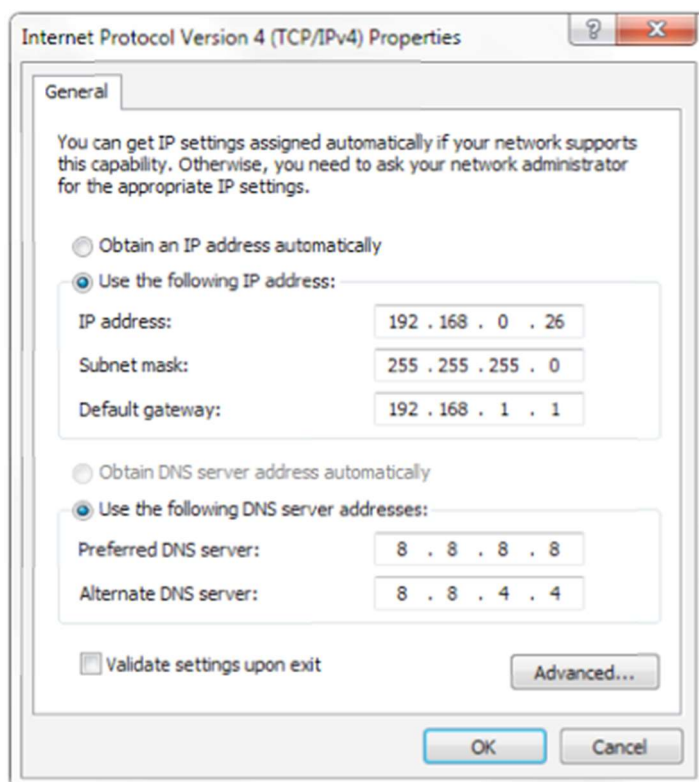 Internet Protocol Version 4 (TCP/IPv4) Properties
General
You can get IP settings assigned automatically if your network supports
this capability. Otherwise, you need to ask your network administrator
for the appropriate IP settings.
Obtain an IP address automatically
Use the following IP address:
IP address: 192 . 168 . 0 . 26
Subnet mask: 255 . 255 . 255 . 0
Default gateway: 192 . 168 . 1 . 1
Obtain DNS server address automatically
Use the following DNS server addresses:
Preferred DNS server: 8 . 8 . 8 . 8
Alternate DNS server: 8 . 8 . 4 . 4
Validate settings upon exit
Advanced...
OK Cancel